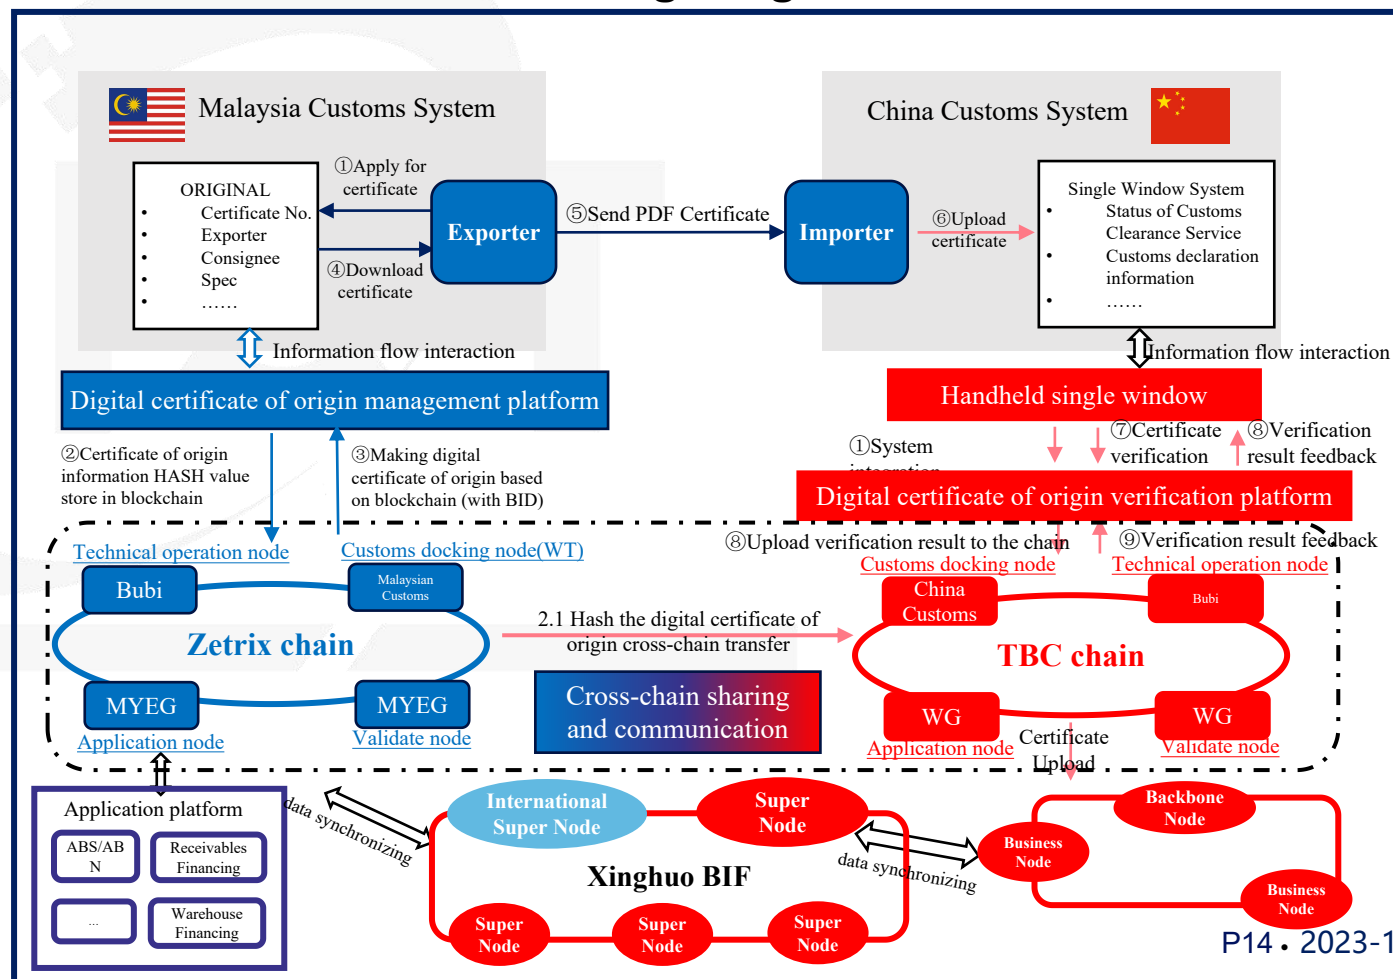 Malaysia Customs System
China Customs System
ORIGINAL
• Certificate No.
• Exporter
• Consignee
• Spec
• ……
①Apply for
certificate
④Download
certificate
Exporter
⑤Send PDF Certificate
Importer
⑥Upload
certificate
Single Window System
• Status of Customs
Clearance Service
• Customs declaration
information
• ……
Information flow interaction
Information flow interaction
Digital certificate of origin management platform
Handheld single window
②Certificate of origin
information HASH value
store in blockchain
③Making digital
certificate of origin based
on blockchain (with BID)
①System
integration
⑦Certificate
verification
⑧Verification
result feedback
Digital certificate of origin verification platform
⑧Upload verification result to the chain
⑨Verification result feedback
Technical operation node
Customs docking node(WT)
Customs docking node
Technical operation node
Bubi
Malaysian
Customs
China
Customs
Bubi
Zetrix chain
2.1 Hash the digital certificate of
origin cross-chain transfer
TBC chain
MYEG
MYEG
Cross-chain sharing
and communication
WG
WG
Application node
Validate node
Application node
Validate node
Certificate
Upload
Application platform
ABS/AB
N
Receivables
Financing
...
Warehouse
Financing
data synchronizing
International
Super Node
Super
Node
Xinghuo BIF
Super
Node
Super
Node
Super
Node
data synchronizing
Backbone
Node
Business
Node
Business
Node
P14 • 2023-1